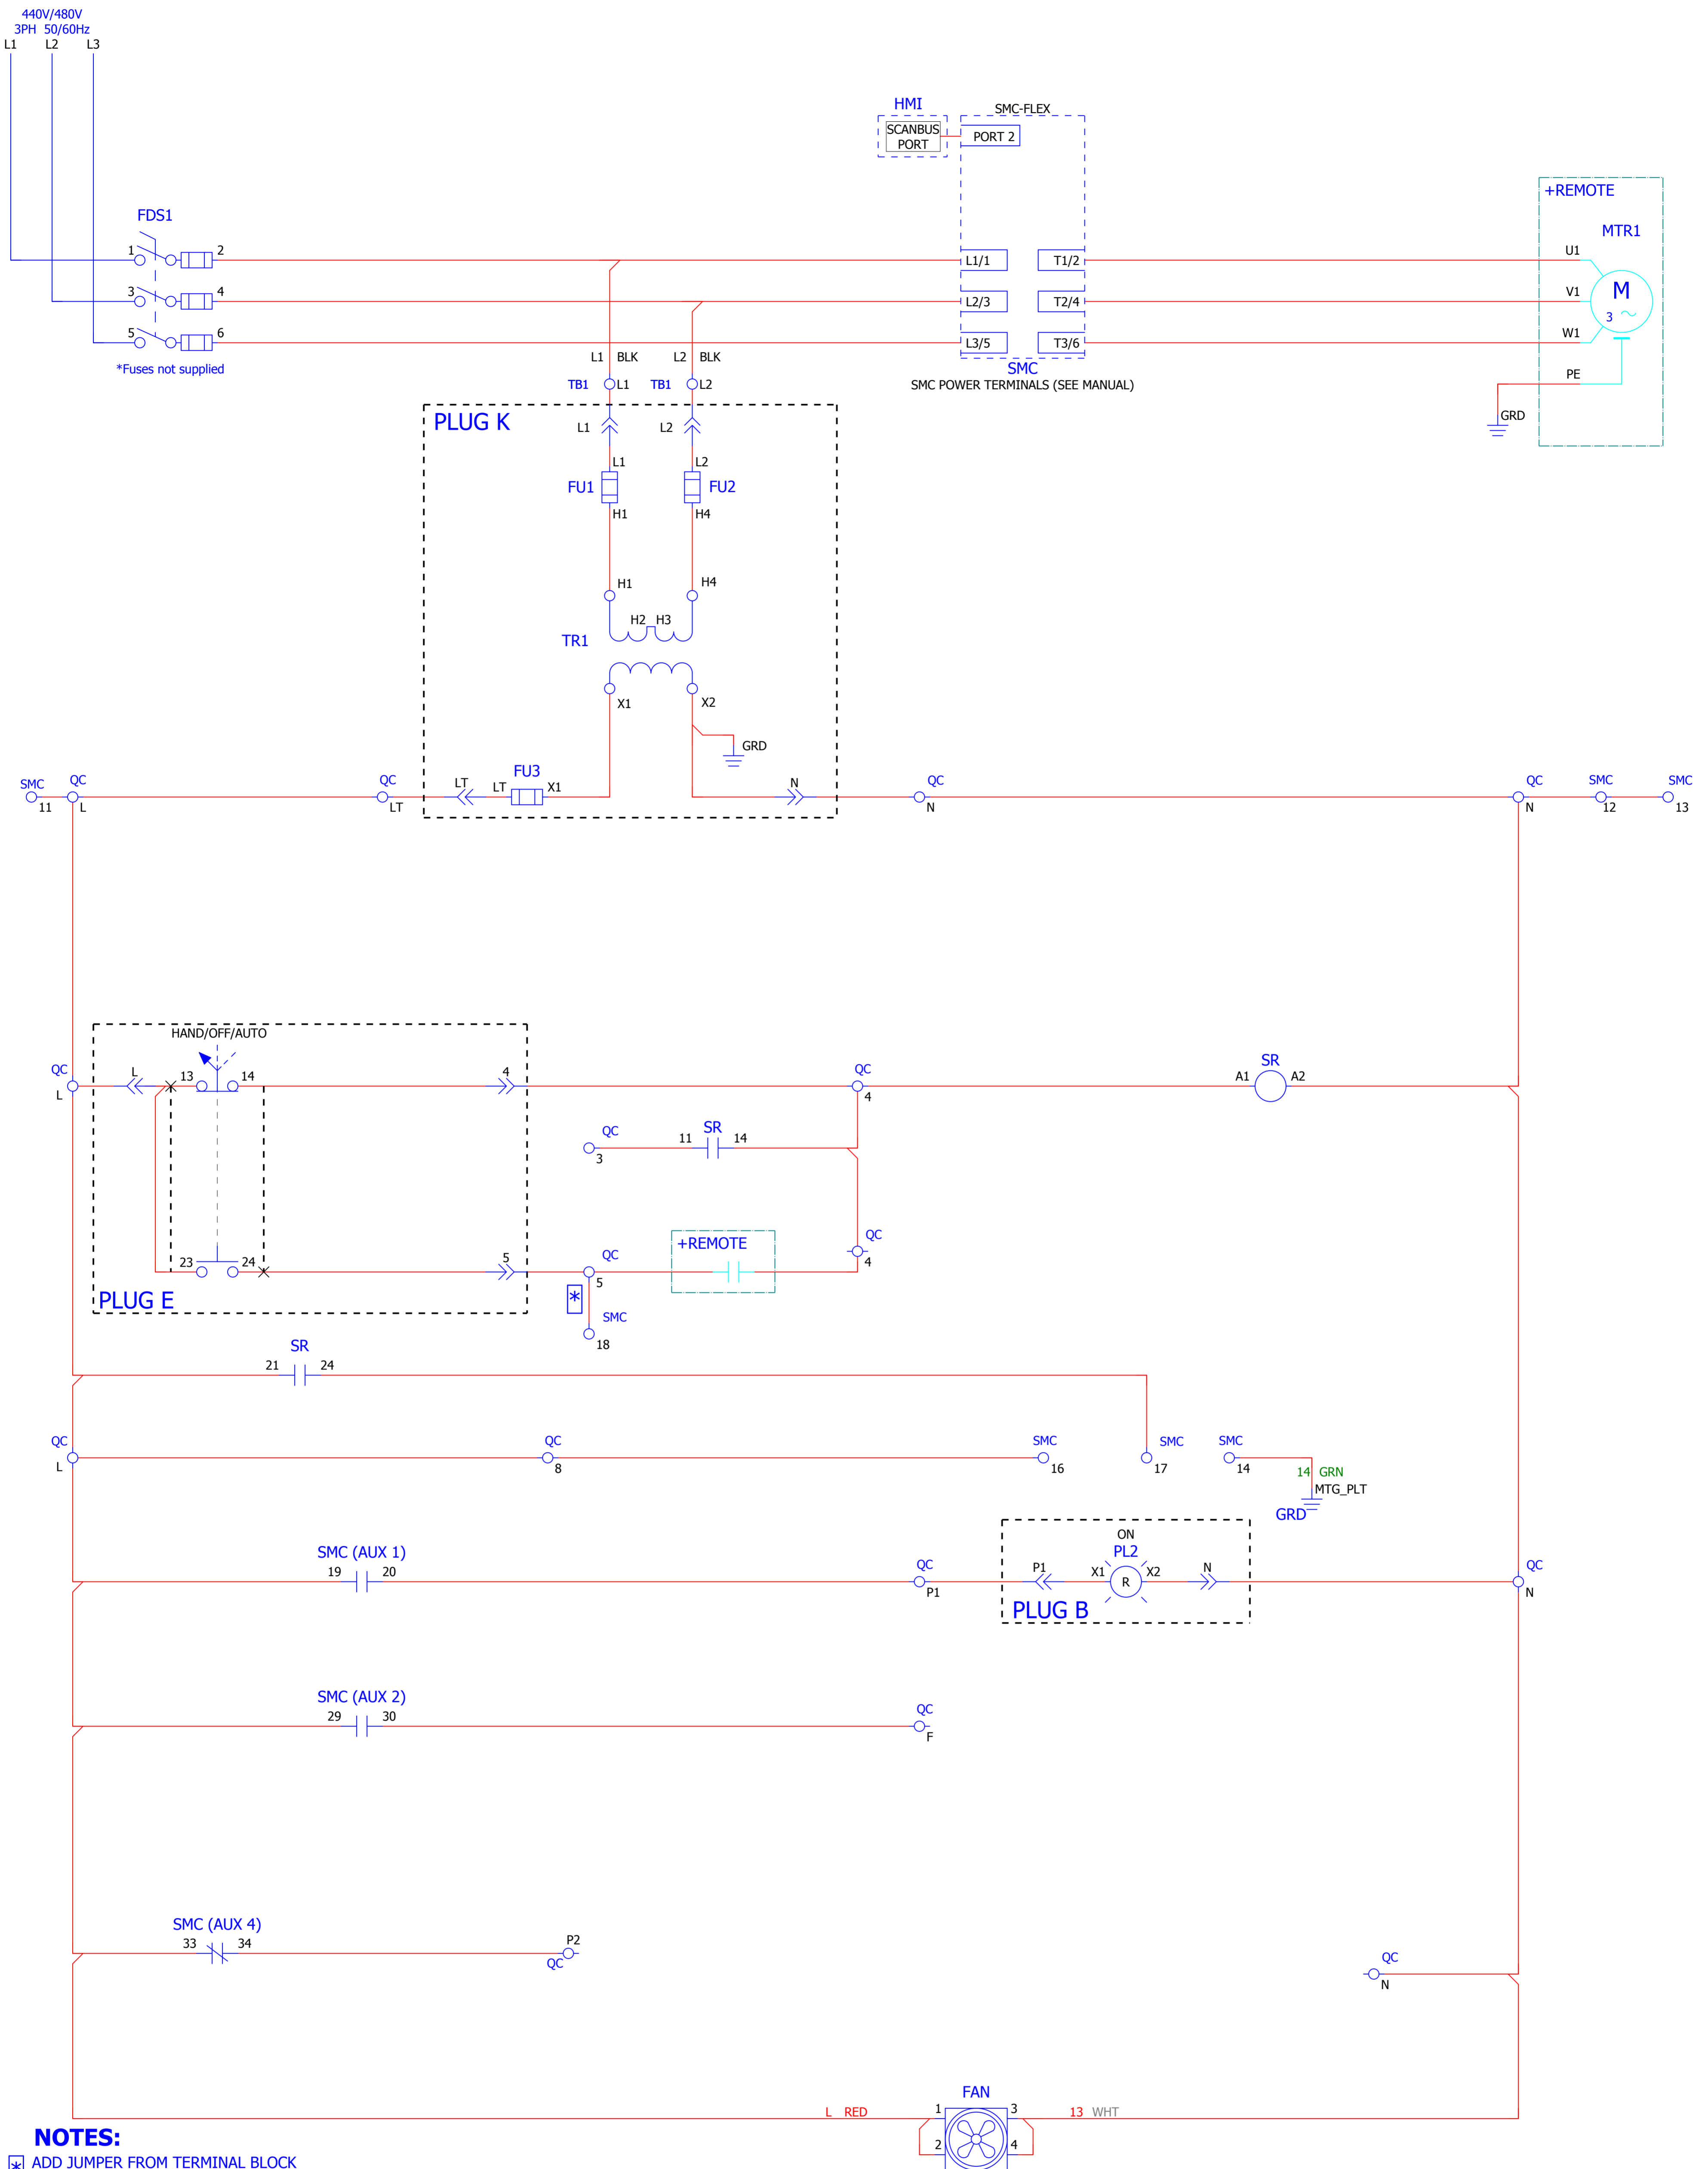 440V/480V
3PH 50/60Hz
L1 L2 L3
HMI
SMC-FLEX
SCANBUS
PORT
PORT 2
+REMOTE
FDS1
MTR1
1 2
L1/1 T1/2
U1
3 4
L2/3 T2/4
V1
M
3
5 6
L3/5 T3/6
W1
*Fuses not supplied
L1 BLK L2 BLK
SMC
SMC POWER TERMINALS (SEE MANUAL)
PE
TB1 L1 TB1 L2
GRD
PLUG K
L1 L2
L1 L2
FU1 FU2
H1 H4
H1 H4
H2 H3
TR1
X1 X2
GRD
FU3
SMC QC QC LT LT X1 N QC QC SMC SMC
11 L LT N N 12 13
HAND/OFF/AUTO
QC L 13 14 4 QC SR
A1 A2
L 4
QC 11 SR 14
3
+REMOTE QC
23 24 5 QC 4
5
PLUG E
*
SMC
18
SR
21 24
QC QC SMC SMC SMC
L 8 16 17 14
14 GRN
MTG_PLT
GRD
ON
SMC (AUX 1) PL2
19 20 QC P1 X1 R X2 N QC
P1 N
PLUG B
SMC (AUX 2)
29 30 QC
F
SMC (AUX 4)
33 34 P2
QC
QC
N
FAN
L RED 1 3 13 WHT
2 4
NOTES:
* ADD JUMPER FROM TERMINAL BLOCK